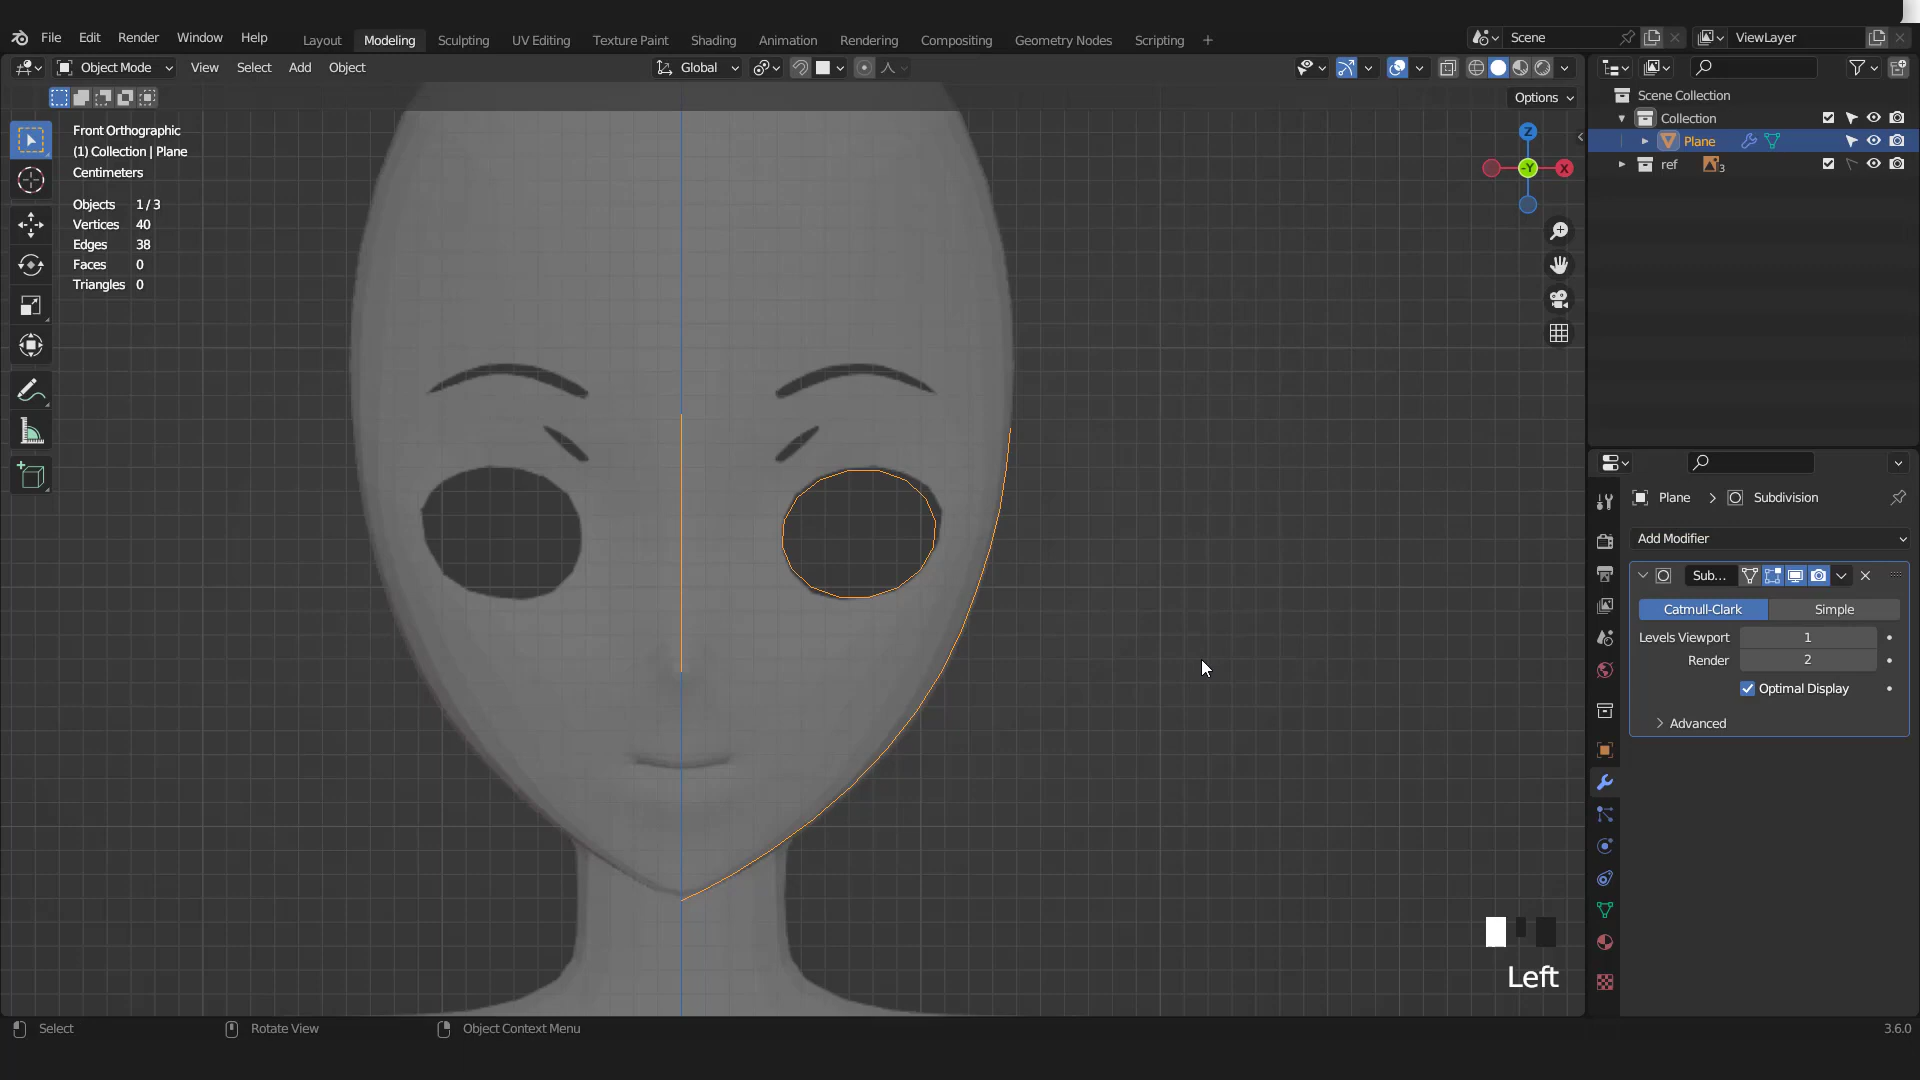 File Edit Render Window Help
Layout Modeling Sculpting UV Editing Texture Paint Shading Animation Rendering Compositing Geometry Nodes Scripting +
Scene
ViewLayer
Object Mode View Select Add Object
Global
Options
Front Orthographic
(1) Collection | Plane
Centimeters
Objects 1 / 3
Vertices 40
Edges 38
Faces 0
Triangles 0
Z
-Y
X
Scene Collection
Collection
Plane
ref 3
Plane > Subdivision
Add Modifier
Sub...
Catmull-Clark Simple
Levels Viewport 1
Render 2
Optimal Display
Advanced
Left
Select
Rotate View
Object Context Menu
3.6.0